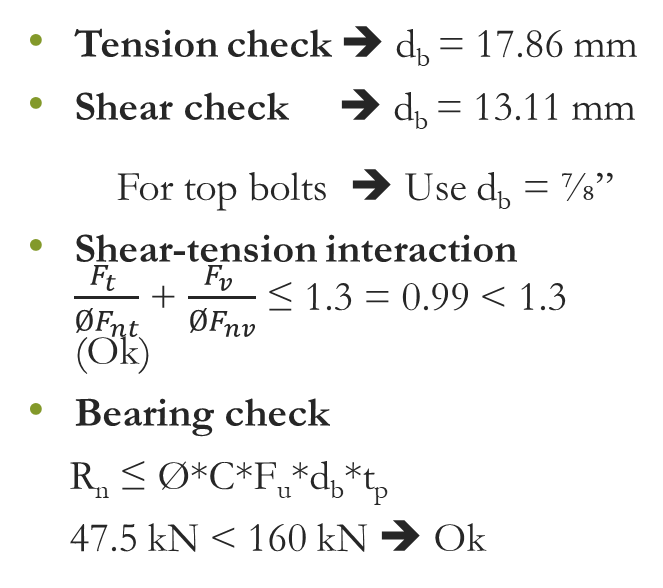 • Tension check ➔ d_b = 17.86 mm
• Shear check ➔ d_b = 13.11 mm
For top bolts ➔ Use d_b = ⅞”
• Shear-tension interaction
F_t/ØF_nt + F_v/ØF_nv ≤ 1.3 = 0.99 < 1.3
(Ok)
• Bearing check
R_n ≤ Ø*C*F_u*d_b*t_p
47.5 kN < 160 kN ➔ Ok